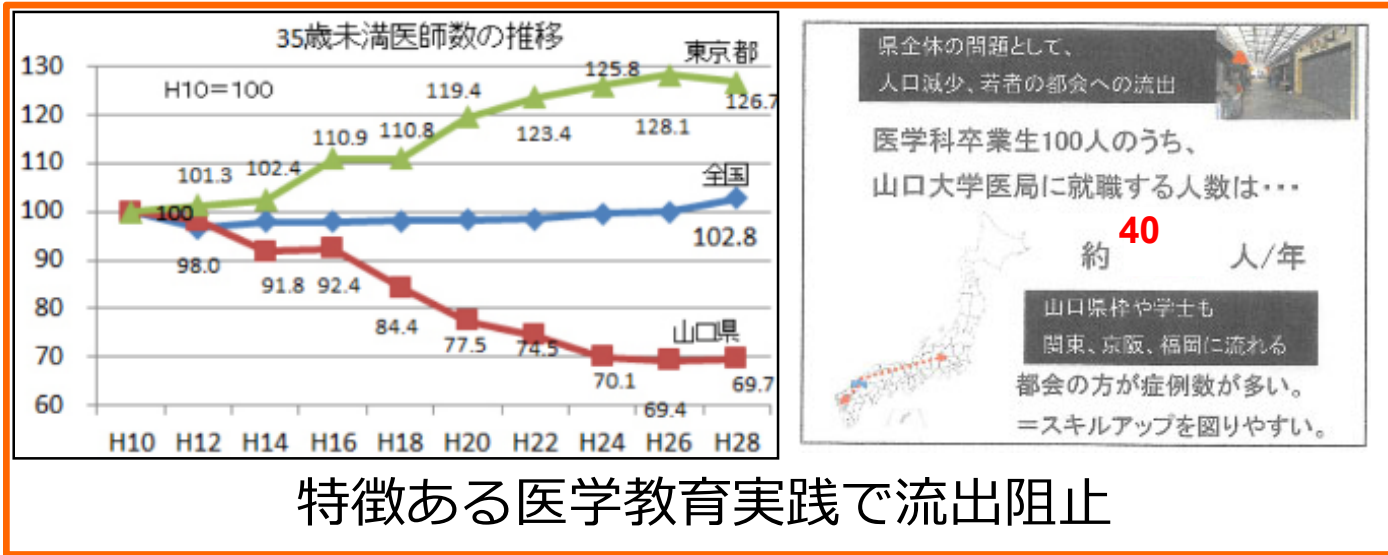 35歳未満医師数の推移
東京都
130
H10＝100
125.8
126.7
120
119.4
123.4
128.1
110
110.9
110.8
101.3
102.4
全国
100
100
102.8
90
98.0
91.8
92.4
80
84.4
77.5
74.5
山口県
70
70.1
69.4
69.7
60
H10 H12 H14 H16 H18 H20 H22 H24 H26 H28
県全体の問題として、
人口減少、若者の都会への流出
医学科卒業生100人のうち、
山口大学医局に就職する人数は・・・
約 40 人/年
山口県枠や学士も
関東、京阪、福岡に流れる
都会の方が症例数が多い。
＝スキルアップを図りやすい。
特徴ある医学教育実践で流出阻止